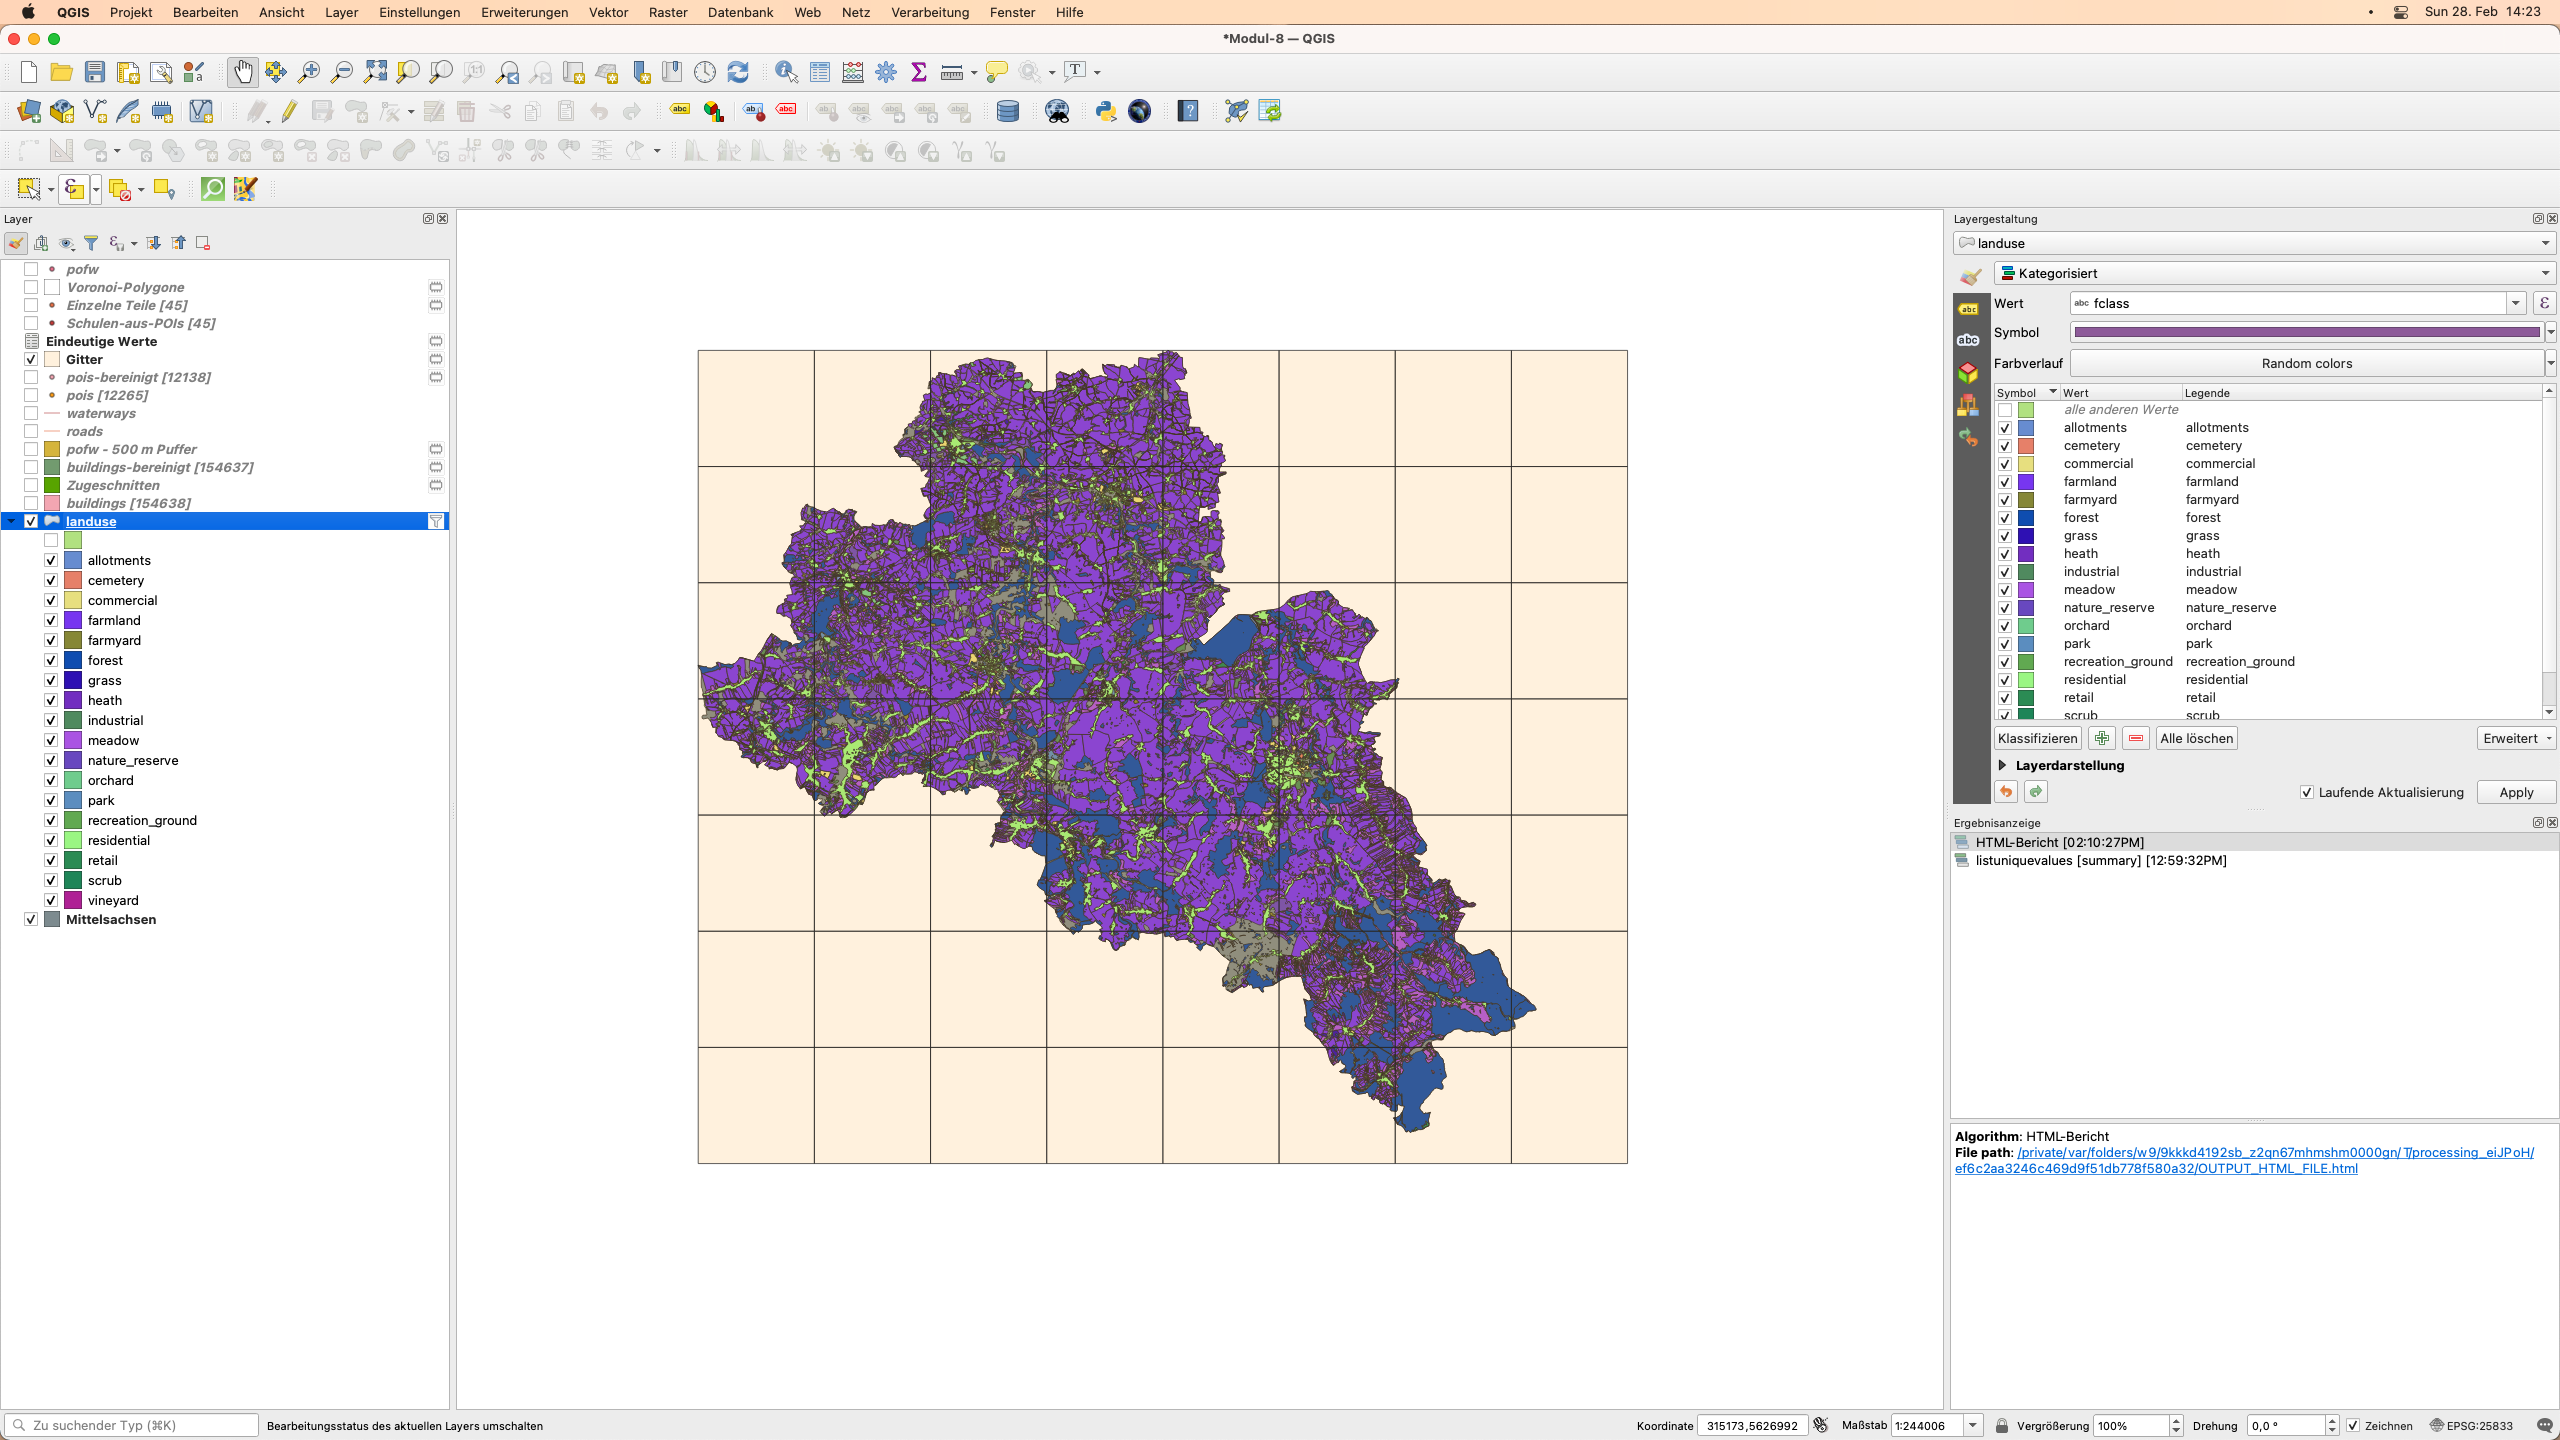 QGIS Projekt Bearbeiten Ansicht Layer Einstellungen Erweiterungen Vektor Raster Datenbank Web Netz Verarbeitung Fenster Hilfe Sun 28. Feb 14:23
*Modul-8 — QGIS
Layer
pofw
Voronoi-Polygone
Einzelne Teile [45]
Schulen-aus-POIs [45]
Eindeutige Werte
Gitter
pois-bereinigt [12138]
pois [12265]
waterways
roads
pofw - 500 m Puffer
buildings-bereinigt [154637]
Zugeschnitten
buildings [154638]
landuse
allotments
cemetery
commercial
farmland
farmyard
forest
grass
heath
industrial
meadow
nature_reserve
orchard
park
recreation_ground
residential
retail
scrub
vineyard
Mittelsachsen
Layergestaltung
landuse
Kategorisiert
Wert abc fclass ε
Symbol
Farbverlauf Random colors
Symbol Wert Legende
alle anderen Werte
allotments allotments
cemetery cemetery
commercial commercial
farmland farmland
farmyard farmyard
forest forest
grass grass
heath heath
industrial industrial
meadow meadow
nature_reserve nature_reserve
orchard orchard
park park
recreation_ground recreation_ground
residential residential
retail retail
scrub scrub
Klassifizieren Alle löschen Erweitert
Layerdarstellung
Laufende Aktualisierung Apply
Ergebnisanzeige
HTML-Bericht [02:10:27PM]
listuniquevalues [summary] [12:59:32PM]
Algorithm: HTML-Bericht
File path: /private/var/folders/w9/9kkkd4192sb_z2qn67mhmshm0000gn/T/processing_eiJPoH/
ef6c2aa3246c469d9f51db778f580a32/OUTPUT_HTML_FILE.html
Zu suchender Typ (⌘K) Bearbeitungsstatus des aktuellen Layers umschalten Koordinate 315173,5626992 Maßstab 1:244006 Vergrößerung 100% Drehung 0,0 ° Zeichnen EPSG:25833